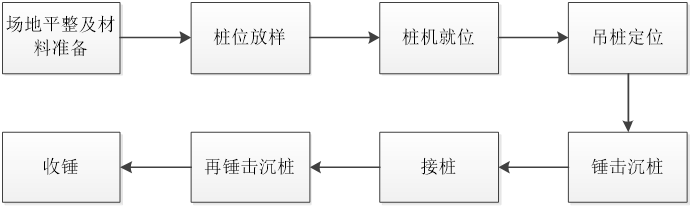 场地平整及材
料准备
桩位放样
桩机就位
吊桩定位
锤击沉桩
接桩
再锤击沉桩
收锤